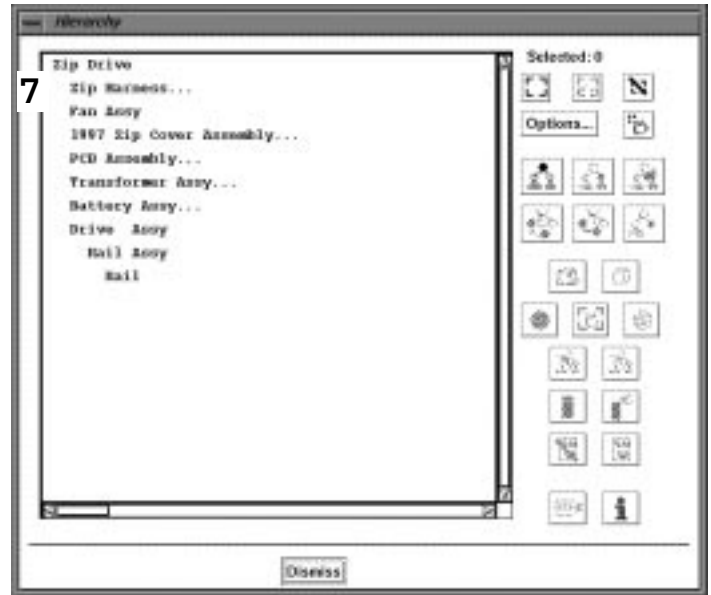 Hierarchy
Zip Drive
7
Zip Harness...
Fan Assy
1997 Zip Cover Assembly...
PCD Assembly...
Transformer Assy...
Battery Assy...
Drive Assy
Rail Assy
Rail
Selected: 0
Options...
Dismiss